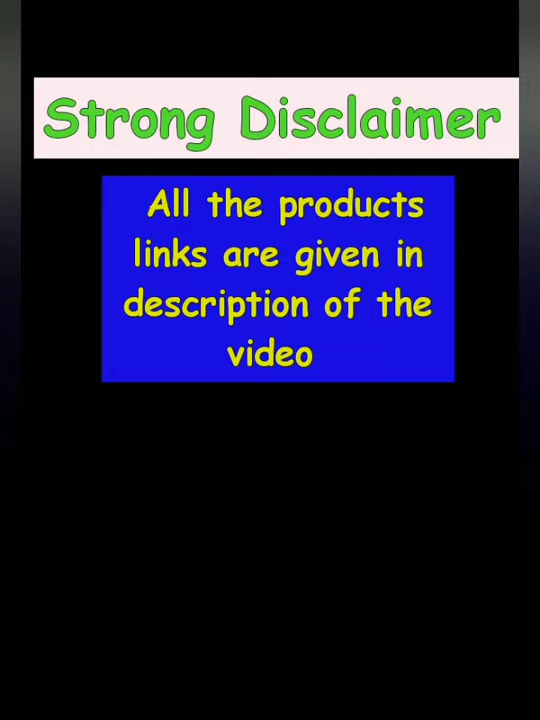 Strong Disclaimer
All the products
links are given in
description of the
video